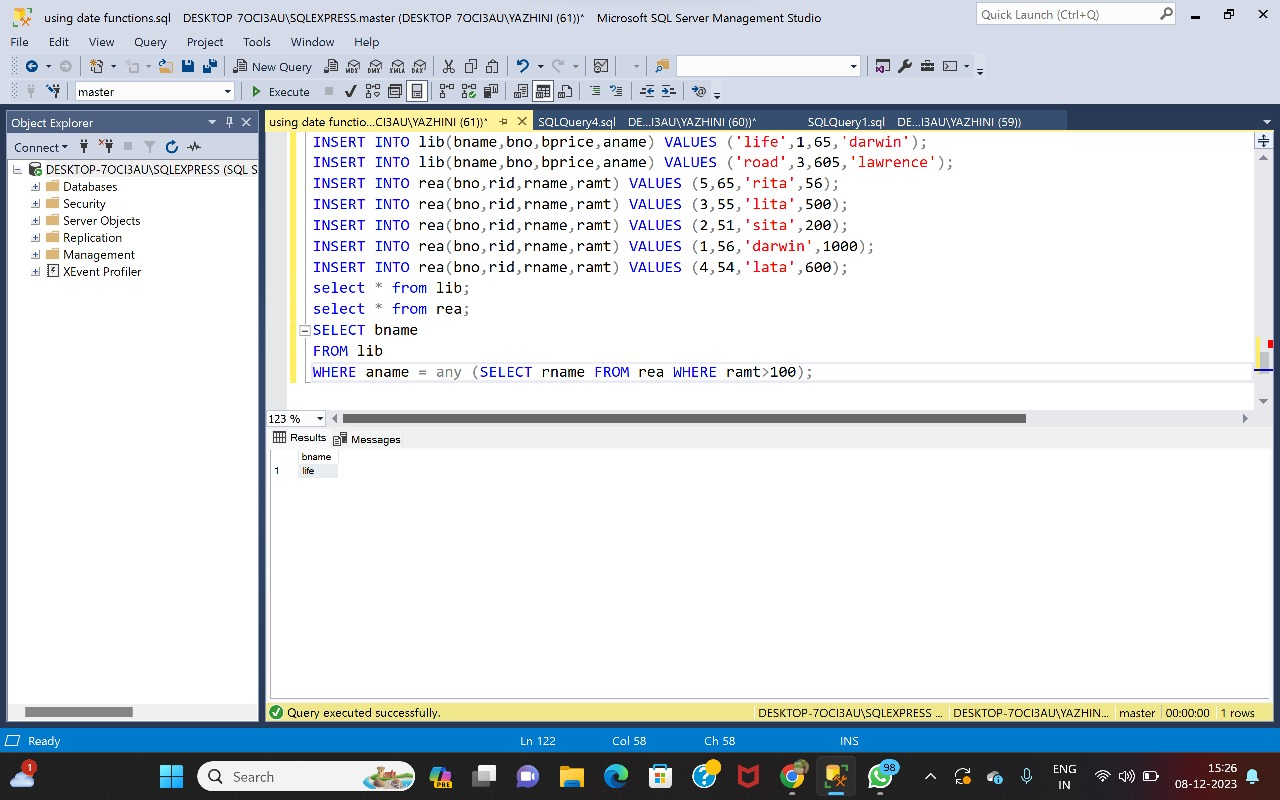 using date functions.sql
DESKTOP 7OCI3AU\SQLEXPRESS.master (DESKTOP 7OCI3AU\YAZHINI (61))* Microsoft SQL Server Management Studio
Quick Launch (Ctrl+Q)
File Edit View Query Project Tools Window Help
New Query MDX DMX XMLA DAX
master Execute
Object Explorer
using date functio...CI3AU\YAZHINI (61))* SQLQuery4.sql DE...I3AU\YAZHINI (60))* SQLQuery1.sql DE...I3AU\YAZHINI (59))
Connect
DESKTOP-7OCI3AU\SQLEXPRESS (SQL S
Databases
Security
Server Objects
Replication
Management
XEvent Profiler
INSERT INTO lib(bname,bno,bprice,aname) VALUES ('life',1,65,'darwin');
INSERT INTO lib(bname,bno,bprice,aname) VALUES ('road',3,605,'lawrence');
INSERT INTO rea(bno,rid,rname,ramt) VALUES (5,65,'rita',56);
INSERT INTO rea(bno,rid,rname,ramt) VALUES (3,55,'lita',500);
INSERT INTO rea(bno,rid,rname,ramt) VALUES (2,51,'sita',200);
INSERT INTO rea(bno,rid,rname,ramt) VALUES (1,56,'darwin',1000);
INSERT INTO rea(bno,rid,rname,ramt) VALUES (4,54,'lata',600);
select * from lib;
select * from rea;
SELECT bname
FROM lib
WHERE aname = any (SELECT rname FROM rea WHERE ramt>100);
123 %
Results Messages
bname
1 life
Query executed successfully. DESKTOP-7OCI3AU\SQLEXPRESS ... DESKTOP-7OCI3AU\YAZHIN... master 00:00:00 1 rows
Ready Ln 122 Col 58 Ch 58 INS
1 Search PRE 98 ENG IN 15:26
08-12-2023